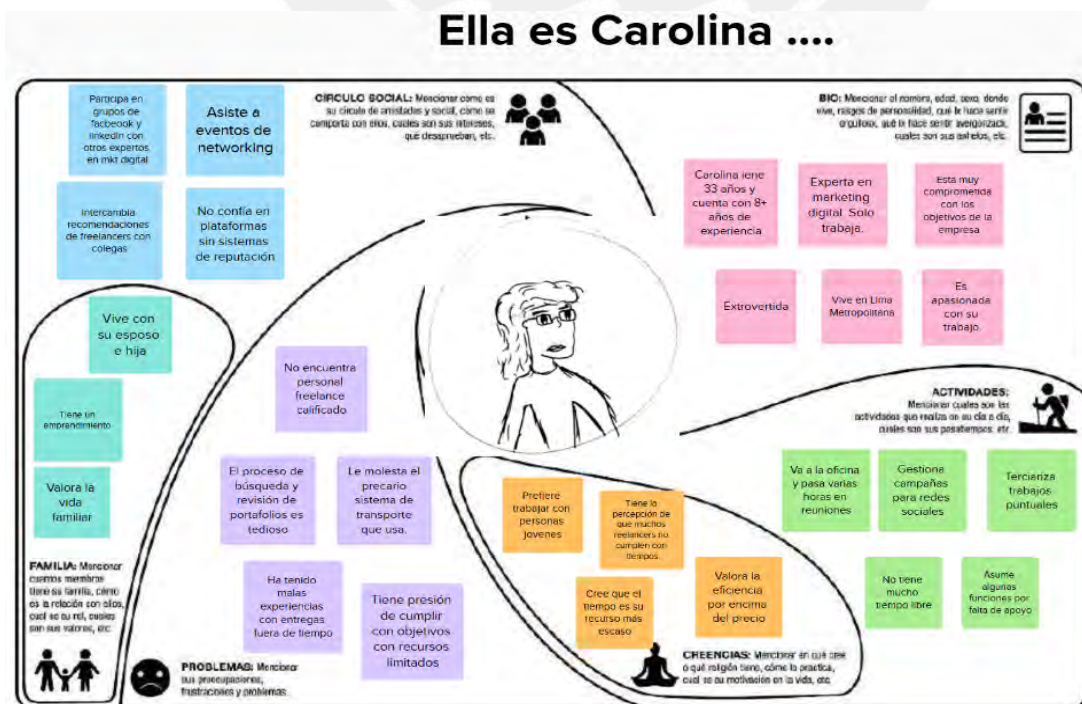 Ella es Carolina ....
Participa en
grupos de
facbeook y
linkedin con
otros expertos
en mkt digital
Asiste a
eventos de
networking
Intercambia
recomendaciones
de freelancers con
colegas
No confía en
plataformas
sin sistemas
de reputación
CÍRCULO SOCIAL: Mencionar cómo es
su círculo de amistades y social, cómo se
comporta con ellos, cuáles son sus intereses,
qué desaprueban, etc.
BIO: Mencionar el nombre, edad, sexo, donde
vive, rasgos de personalidad, qué le hace sentir
orgulloso, qué le hace sentir avergonzada,
cuáles son sus anhelos, etc.
Carolina iene
33 años y
cuenta con 8+
años de
experiencia
Experta en
marketing
digital. Solo
trabaja.
Esta muy
comprometida
con los
objetivos de la
empresa
Extrovertida
Vive en Lima
Metropolitana
Es
apasionada
con su
trabajo.
Vive con
su esposo
e hija
Tiene un
emprendimiento
Valora la
vida
familiar
FAMILIA: Mencionar
cuantos miembros
tiene su familia, cómo
es la relación con ellos,
cuál es su rol, cuáles
son sus valores, etc
No encuentra
personal
freelance
calificado
El proceso de
búsqueda y
revisión de
portafolios es
tedioso
Le molesta el
precario
sistema de
transporte
que usa.
Ha tenido
malas
experiencias
con entregas
fuera de tiempo
Tiene presión
de cumplir
con objetivos
con recursos
limitados
PROBLEMAS: Mencionar
sus preocupaciones,
frustraciones y problemas.
Prefiere
trabajar con
personas
jovenes
Tiene la
percepción de
que muchos
reelancers no
cumplen con
tiempos.
Cree que el
tiempo es su
recurso más
escaso
Valora la
eficiencia
por encima
del precio
CREENCIAS: Mencionar en qué cree
o qué religión tiene, cómo la practica,
cuál es su motivación en la vida, etc
ACTIVIDADES:
Mencionar cuáles son las
actividades que realiza en su día a día,
cuáles son sus pasatiempos, etc.
Va a la oficina
y pasa varias
horas en
reuniones
Gestiona
campañas
para redes
sociales
Terciariza
trabajos
puntuales
No tiene
mucho
tiempo libre
Asume
algunas
funciones por
falta de apoyo